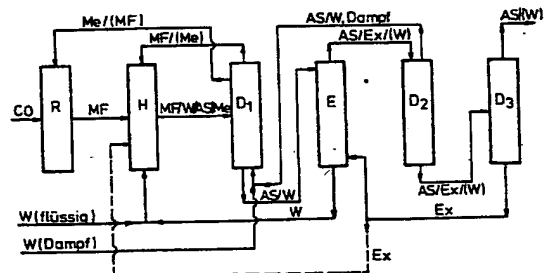 Me/(MF)
AS/W, Dampf
AS/(W)
MF/(Me)
AS/Ex/(W)
CO
R
MF
H
MF/W/AS/Me
D1
E
D2
D3
AS/W
AS/Ex/(W)
W
Ex
W(flüssig)
W(Dampf)
Ex